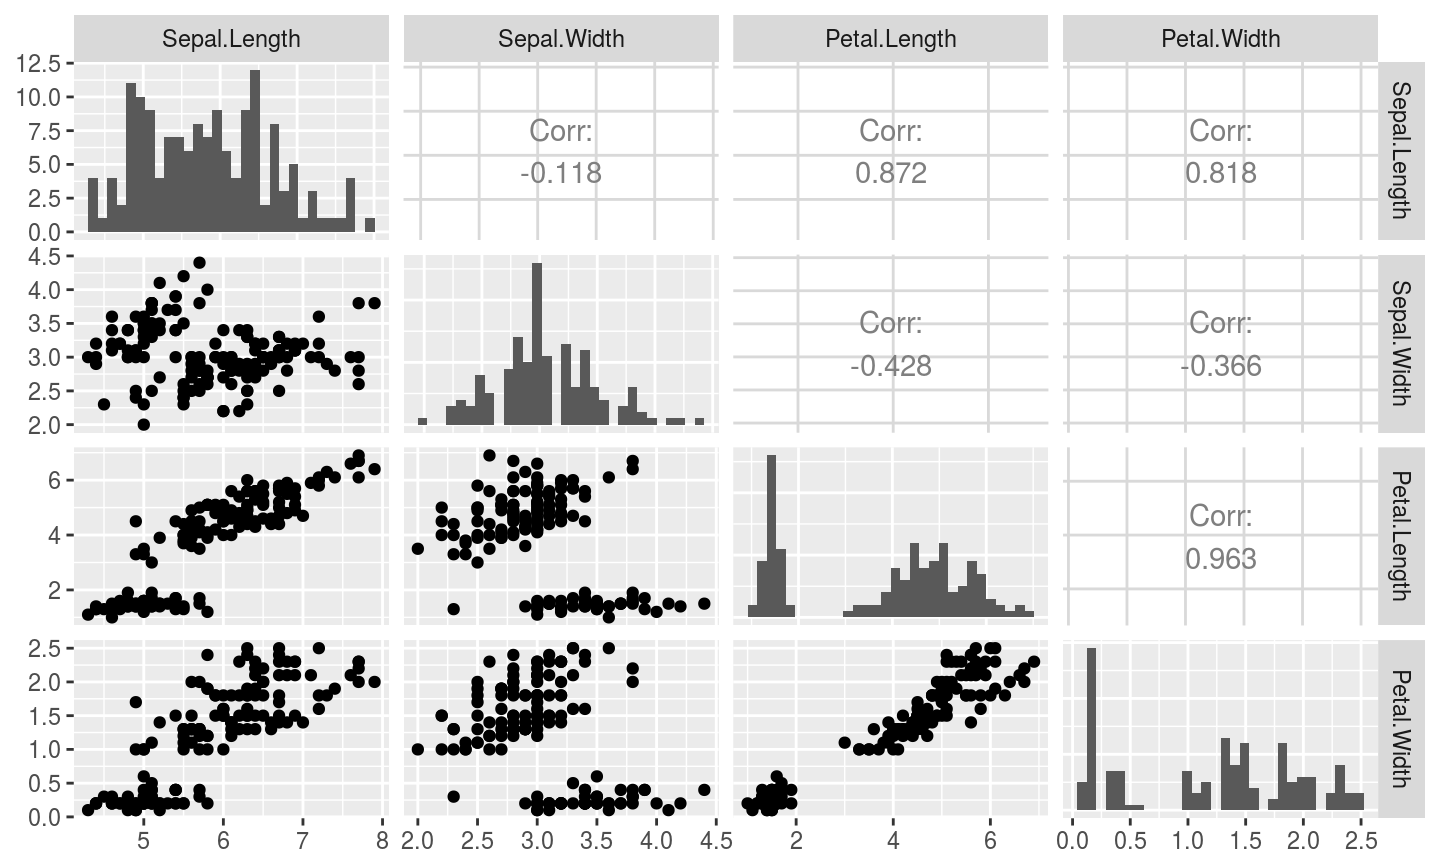 Sepal.Length Sepal.Width Petal.Length Petal.Width
12.5
10.0
7.5
5.0
2.5
0.0
Corr:
-0.118
Corr:
0.872
Corr:
0.818
Sepal.Length
4.5
4.0
3.5
3.0
2.5
2.0
Corr:
-0.428
Corr:
-0.366
Sepal.Width
6
4
2
Corr:
0.963
Petal.Length
2.5
2.0
1.5
1.0
0.5
0.0
Petal.Width
5 6 7 8 2.0 2.5 3.0 3.5 4.0 4.5 2 4 6 0.0 0.5 1.0 1.5 2.0 2.5